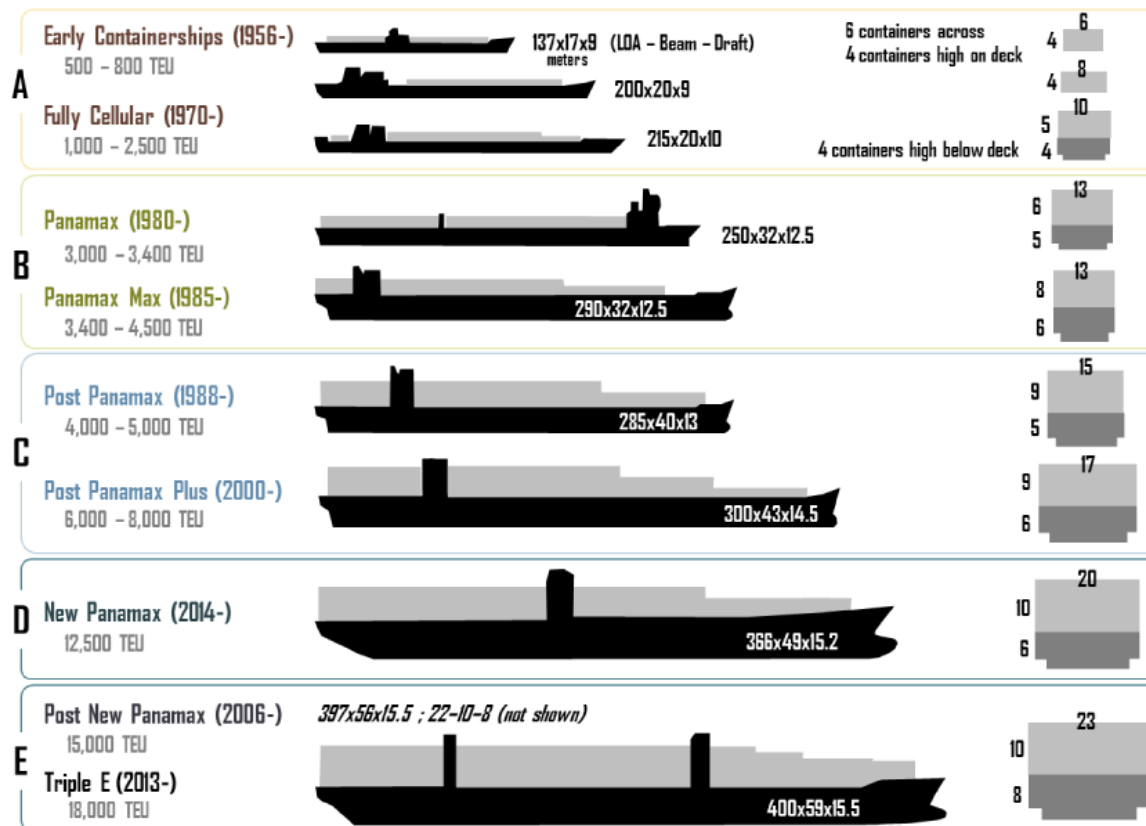 A
Early Containerships (1956-)
500 – 800 TEU
137x17x9 (LOA – Beam – Draft)
meters
6 containers across
4 containers high on deck
6
4
200x20x9
8
4
Fully Cellular (1970-)
1,000 – 2,500 TEU
215x20x10
4 containers high below deck
10
5
4
B
Panamax (1980-)
3,000 – 3,400 TEU
250x32x12.5
13
6
5
Panamax Max (1985-)
3,400 – 4,500 TEU
290x32x12.5
13
8
6
C
Post Panamax (1988-)
4,000 – 5,000 TEU
285x40x13
15
9
5
Post Panamax Plus (2000-)
6,000 – 8,000 TEU
300x43x14.5
17
9
6
D
New Panamax (2014-)
12,500 TEU
366x49x15.2
20
10
6
E
Post New Panamax (2006-)
15,000 TEU
397x56x15.5 ; 22–10–8 (not shown)
Triple E (2013-)
18,000 TEU
400x59x15.5
23
10
8